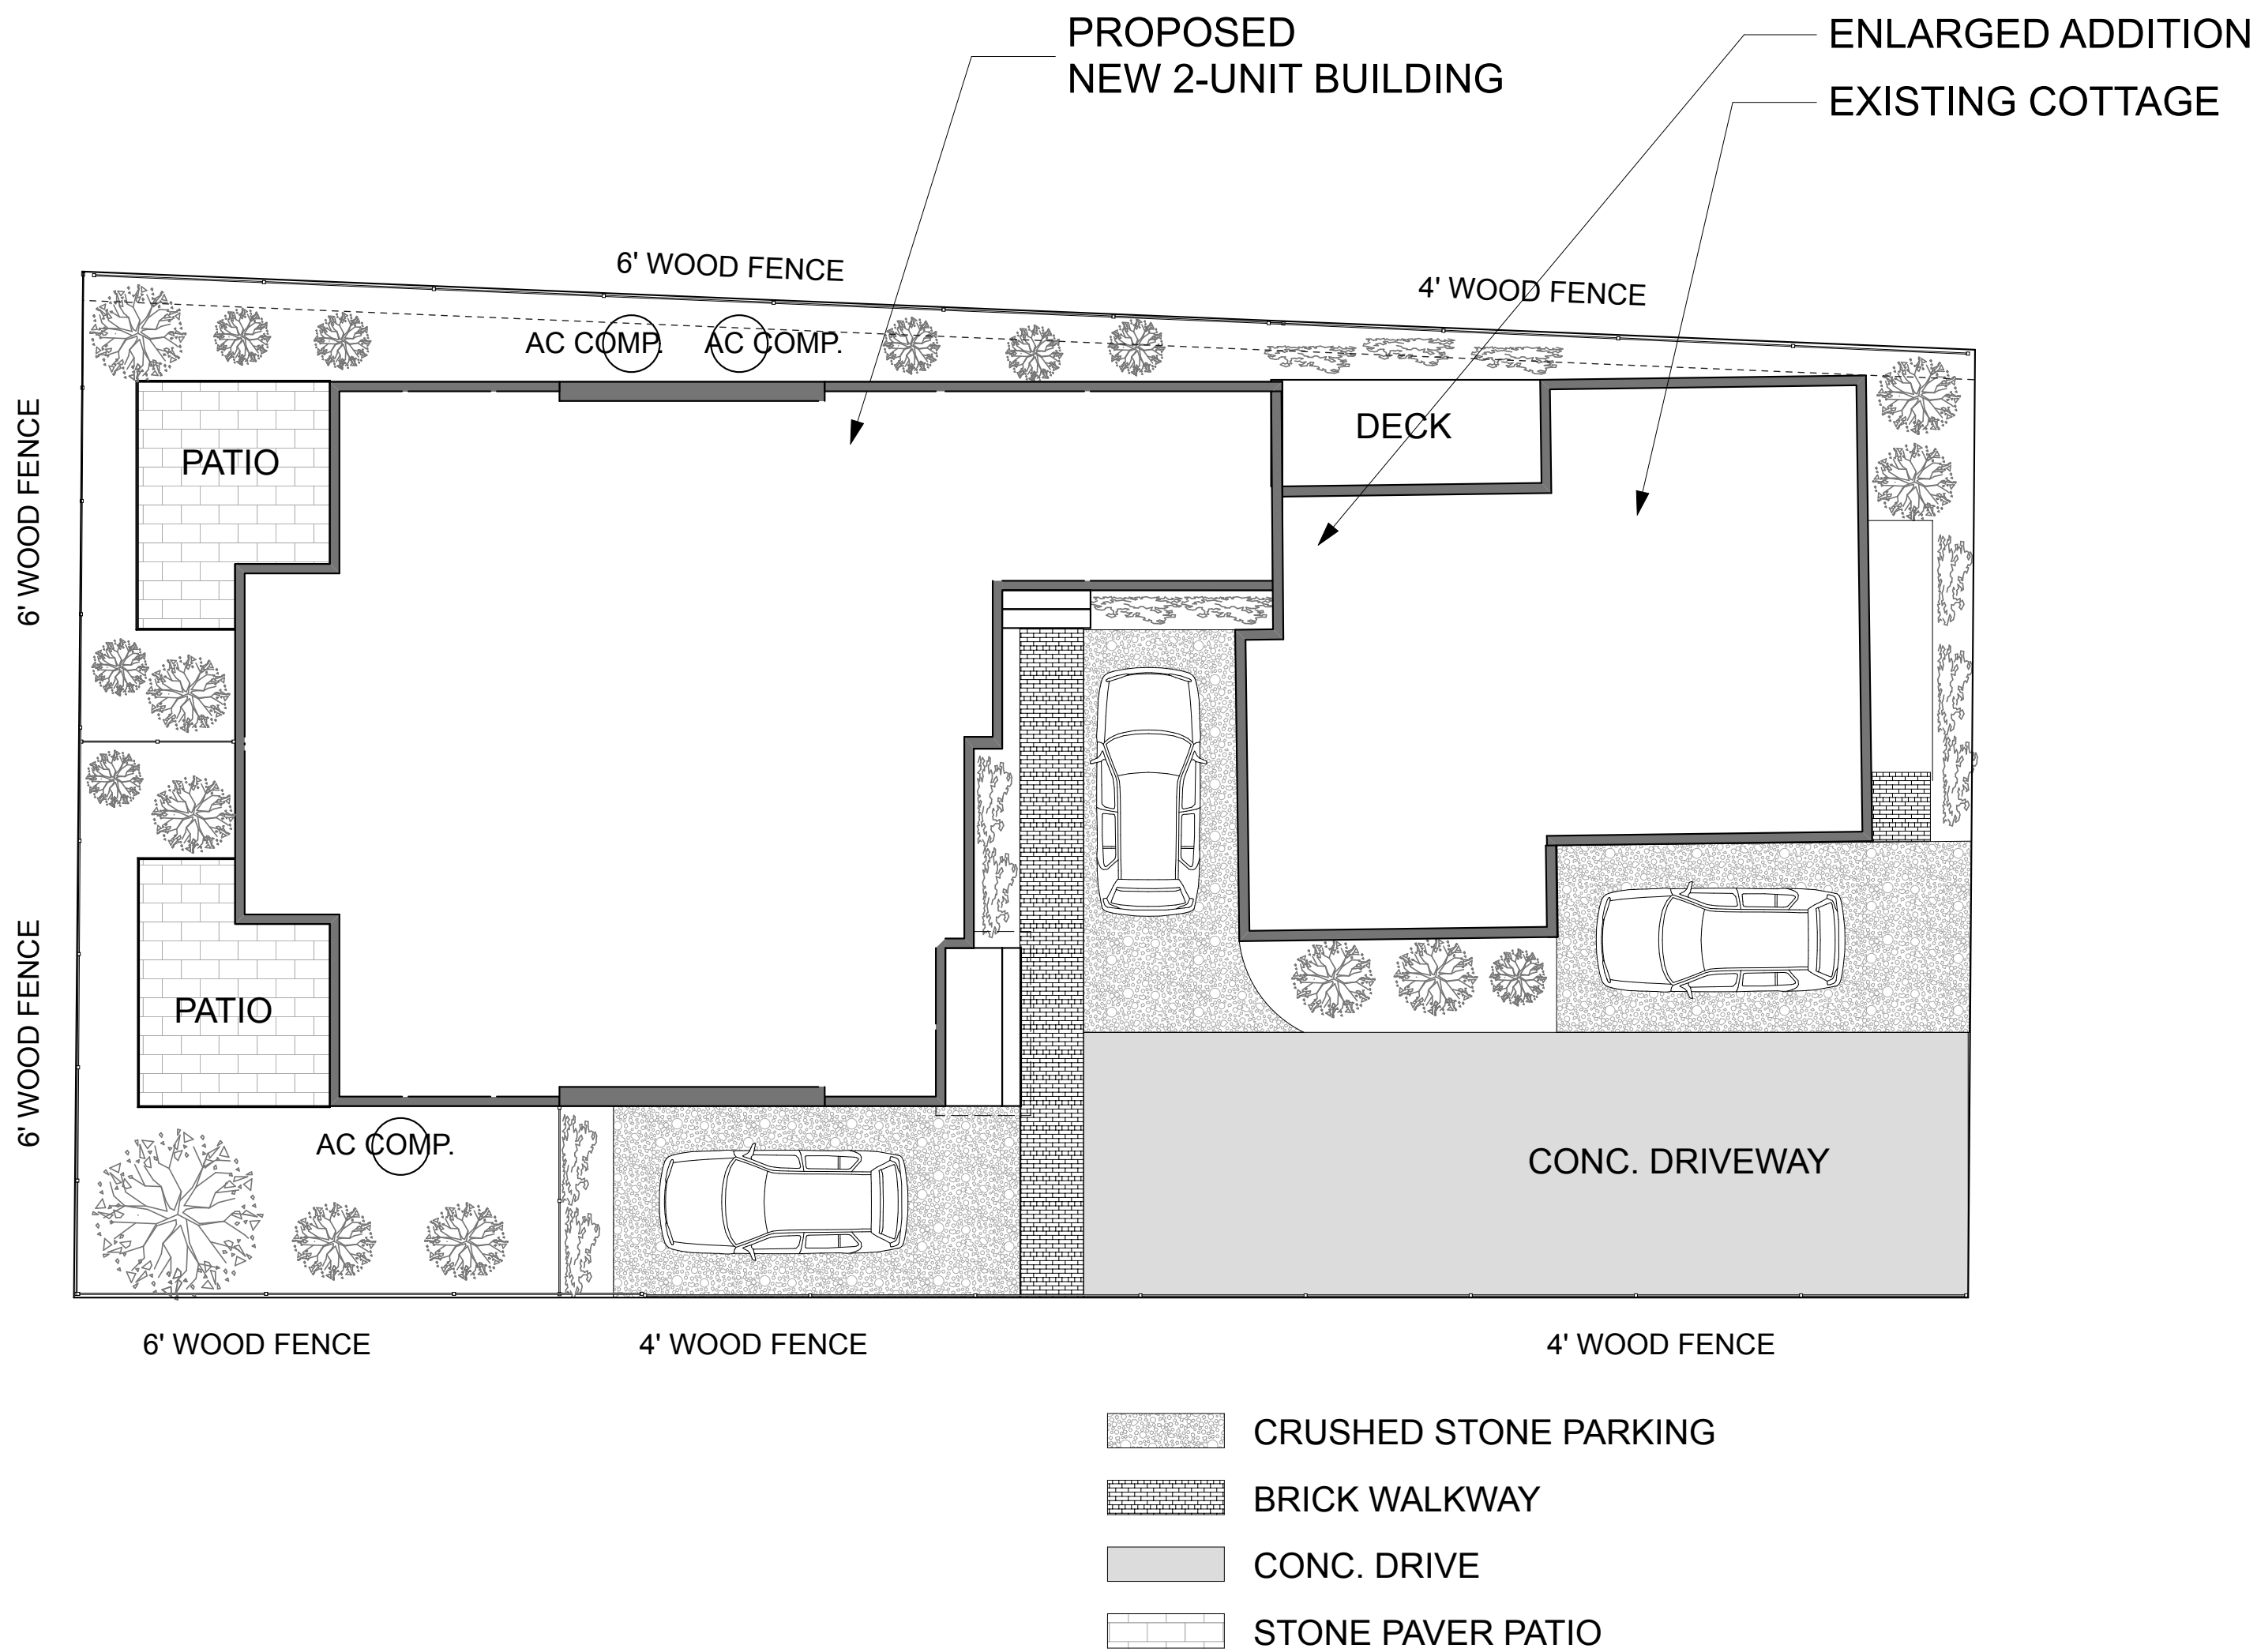 PROPOSED
NEW 2-UNIT BUILDING
ENLARGED ADDITION
EXISTING COTTAGE
6' WOOD FENCE
4' WOOD FENCE
AC COMP.
AC COMP.
DECK
PATIO
6' WOOD FENCE
PATIO
6' WOOD FENCE
AC COMP.
CONC. DRIVEWAY
6' WOOD FENCE
4' WOOD FENCE
4' WOOD FENCE
CRUSHED STONE PARKING
BRICK WALKWAY
CONC. DRIVE
STONE PAVER PATIO